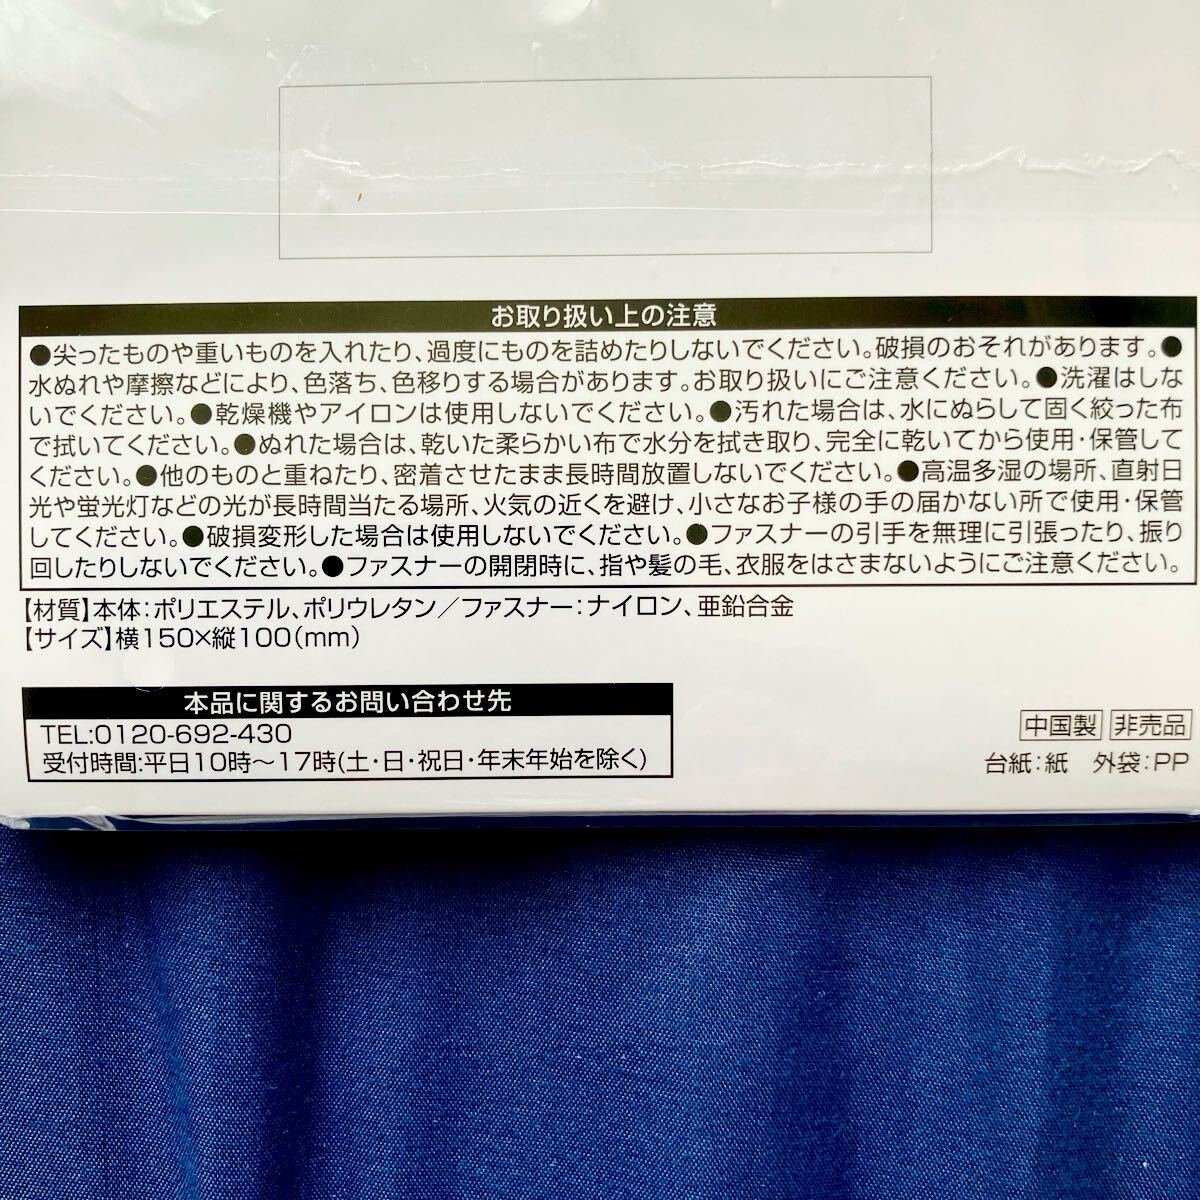 お取り扱い上の注意
●尖ったものや重いものを入れたり、過度にものを詰めたりしないでください。破損のおそれがあります。●
水ぬれや摩擦などにより、色落ち、色移りする場合があります。お取り扱いにご注意ください。●洗濯はしな
いでください。●乾燥機やアイロンは使用しないでください。●汚れた場合は、水にぬらして固く絞った布
で拭いてください。●ぬれた場合は、乾いた柔らかい布で水分を拭き取り、完全に乾いてから使用・保管して
ください。●他のものと重ねたり、密着させたまま長時間放置しないでください。●高温多湿の場所、直射日
光や蛍光灯などの光が長時間当たる場所、火気の近くを避け、小さなお子様の手の届かない所で使用・保管
してください。●破損変形した場合は使用しないでください。●ファスナーの引手を無理に引張ったり、振り
回したりしないでください。●ファスナーの開閉時に、指や髪の毛、衣服をはさまないようにご注意ください。
【材質】本体：ポリエステル、ポリウレタン／ファスナー：ナイロン、亜鉛合金
【サイズ】横150×縦100（mm）
本品に関するお問い合わせ先
TEL:0120-692-430
受付時間:平日10時～17時(土・日・祝日・年末年始を除く)
中国製 非売品
台紙：紙 外袋：PP